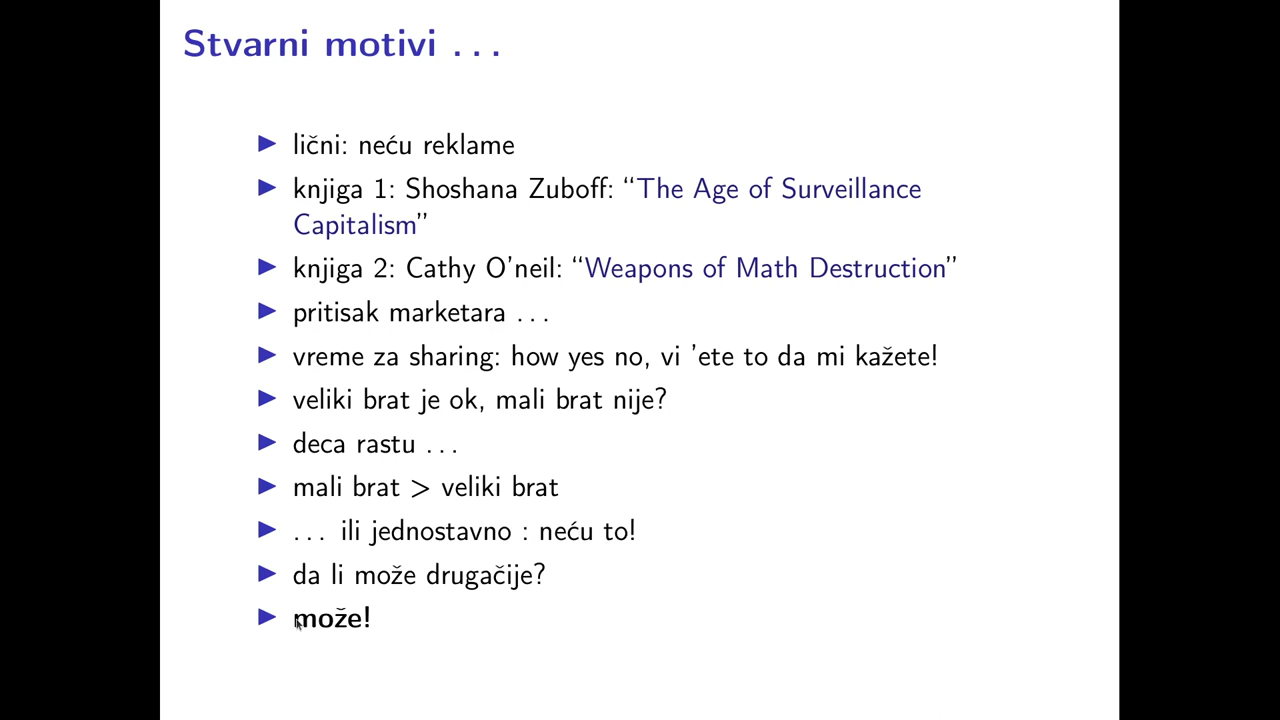 Stvarni motivi . . .
▶ lični: neću reklame
▶ knjiga 1: Shoshana Zuboff: “The Age of Surveillance
Capitalism”
▶ knjiga 2: Cathy O’neil: “Weapons of Math Destruction”
▶ pritisak marketara . . .
▶ vreme za sharing: how yes no, vi ’ete to da mi kažete!
▶ veliki brat je ok, mali brat nije?
▶ deca rastu . . .
▶ mali brat > veliki brat
▶ . . . ili jednostavno : neću to!
▶ da li može drugačije?
▶ može!